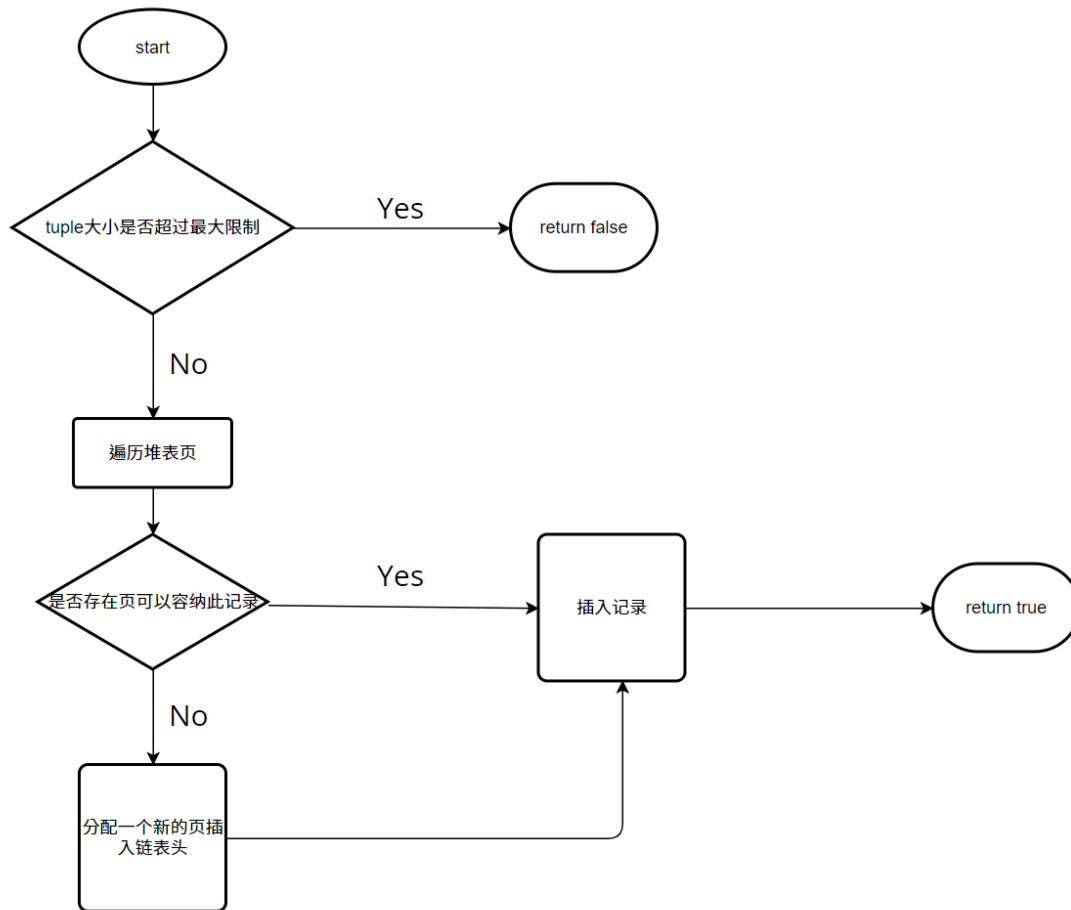 start
tuple大小是否超过最大限制
Yes
return false
No
遍历堆表页
是否存在页可以容纳此记录
Yes
插入记录
return true
No
分配一个新的页插
入链表头